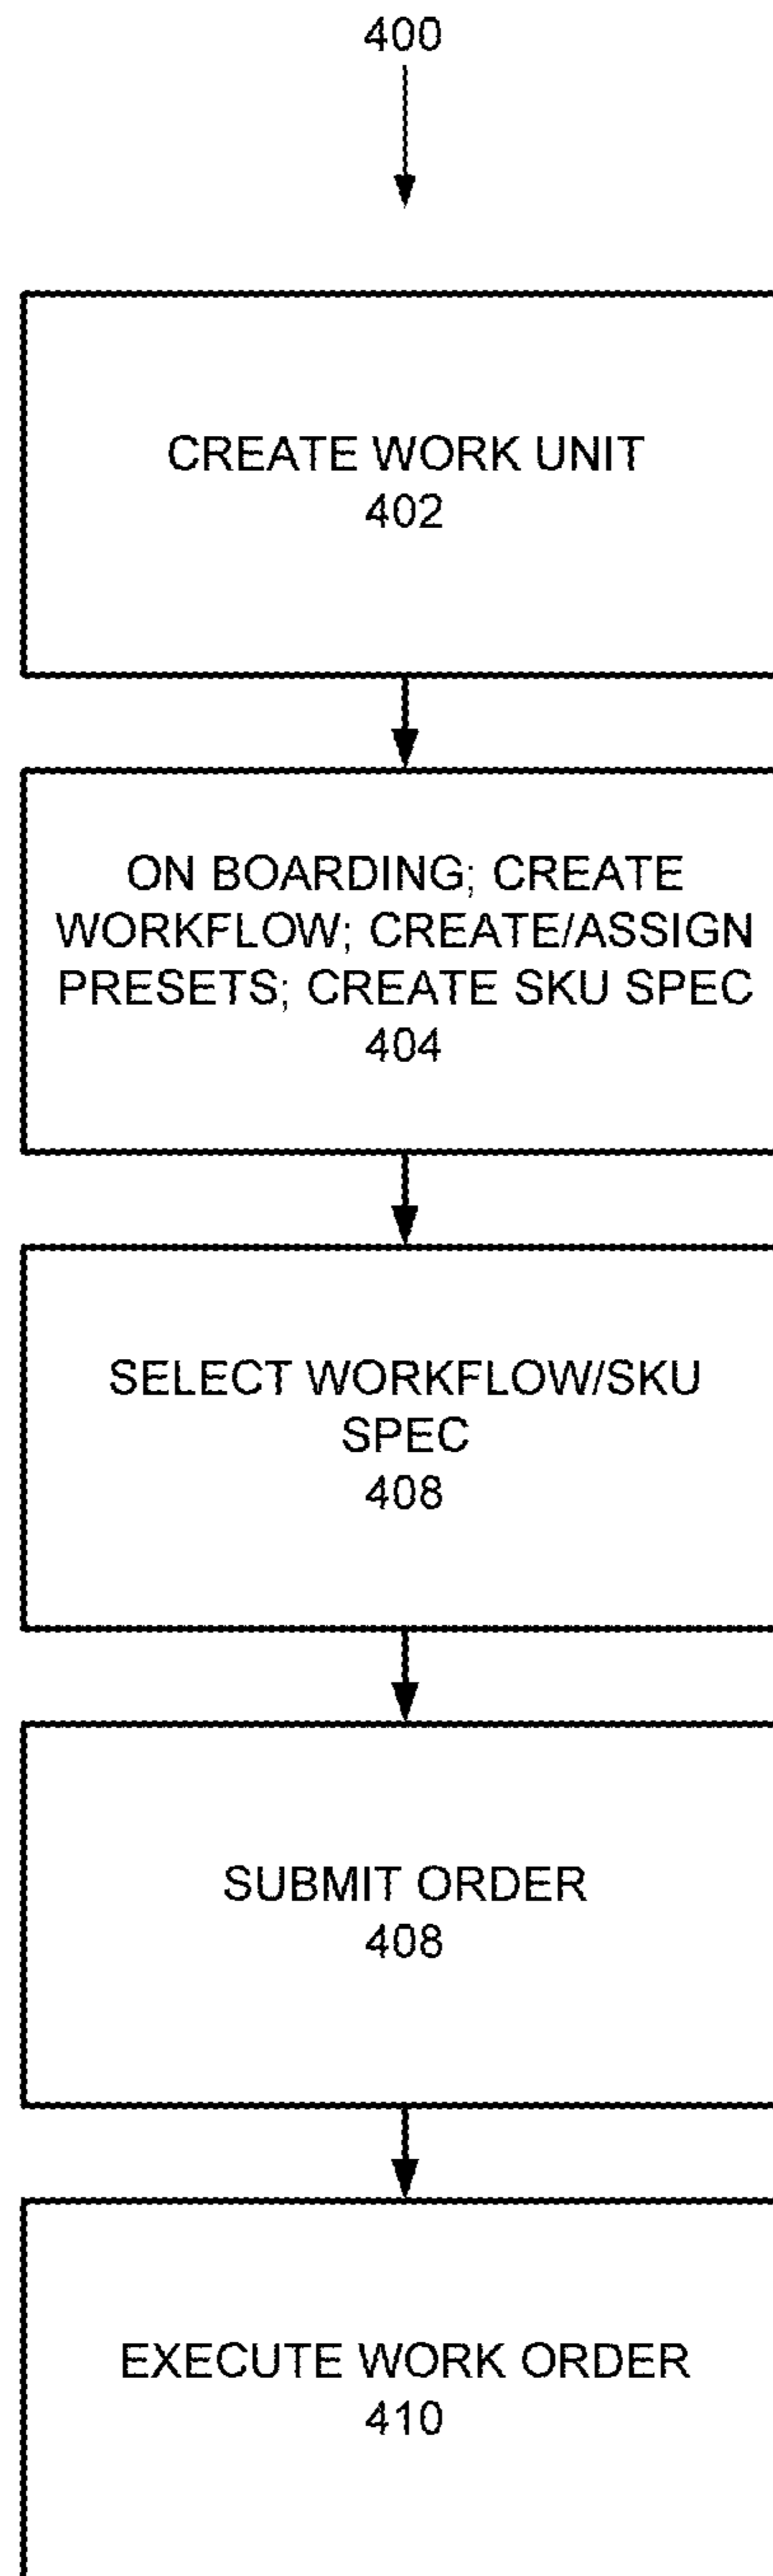 400
CREATE WORK UNIT
402
ON BOARDING; CREATE
WORKFLOW; CREATE/ASSIGN
PRESETS; CREATE SKU SPEC
404
SELECT WORKFLOW/SKU
SPEC
408
SUBMIT ORDER
408
EXECUTE WORK ORDER
410